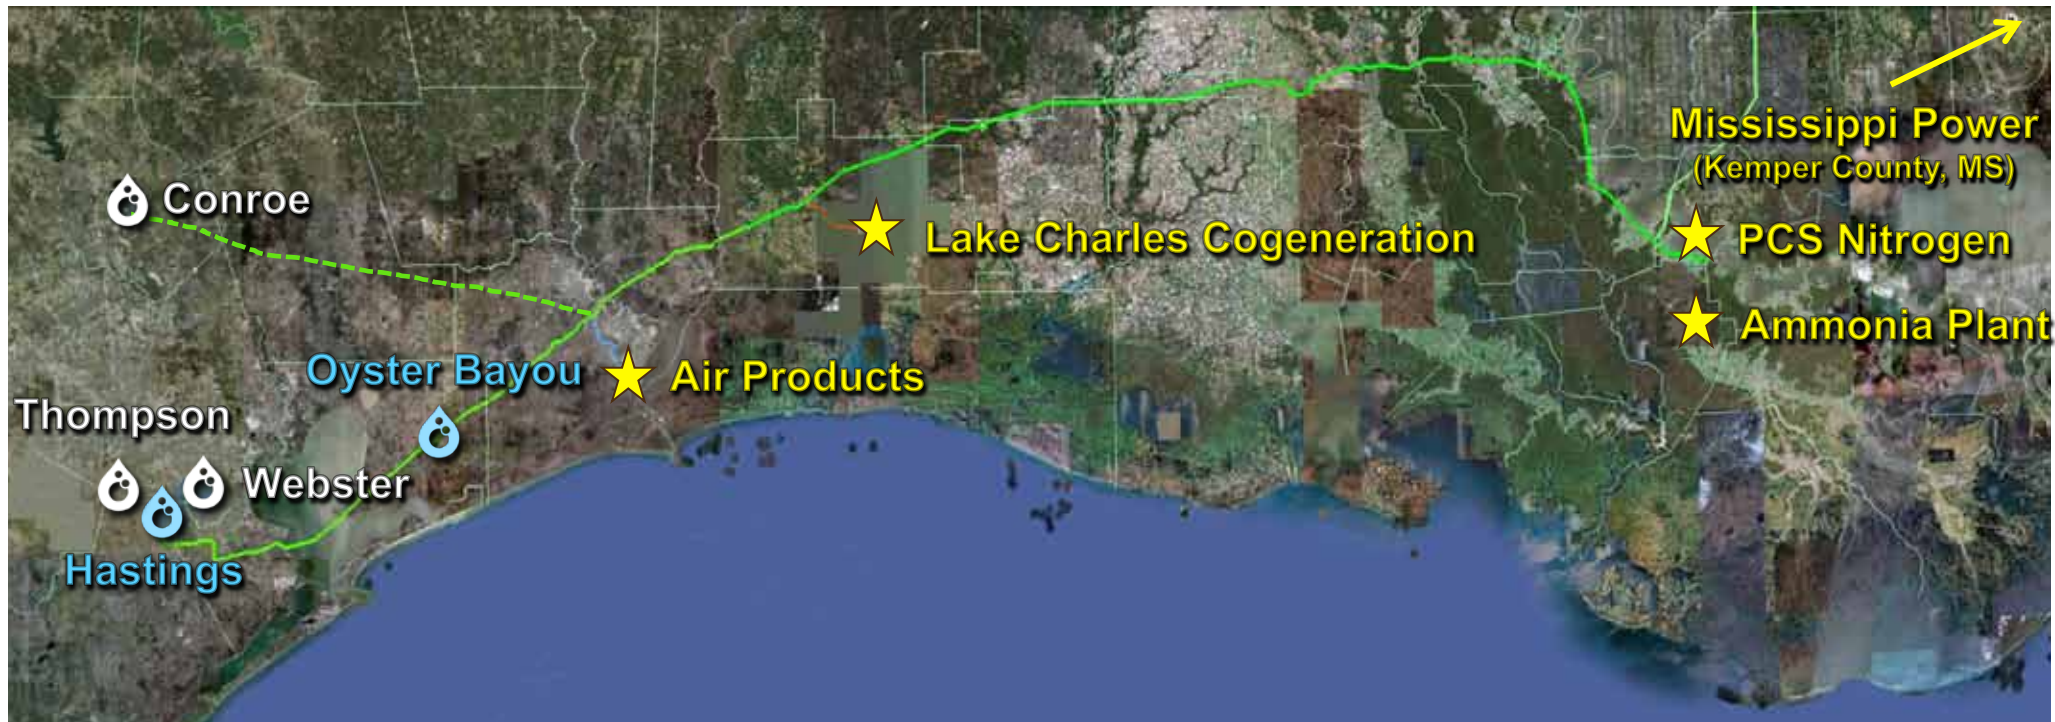 Mississippi Power
(Kemper County, MS)
Conroe
Lake Charles Cogeneration
PCS Nitrogen
Ammonia Plant
Oyster Bayou
Air Products
Thompson
Webster
Hastings